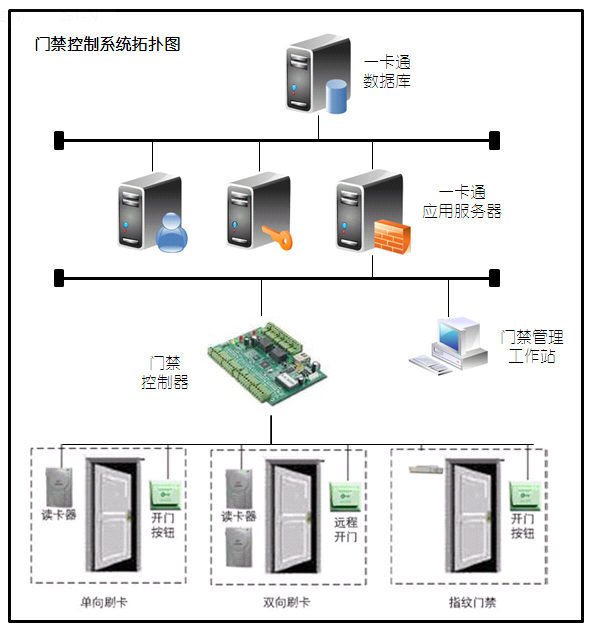 门禁控制系统拓扑图
一卡通
数据库
一卡通
应用服务器
门禁
控制器
门禁管理
工作站
读卡器
开门
按钮
读卡器
远程
开门
开门
按钮
单向刷卡
双向刷卡
指纹门禁